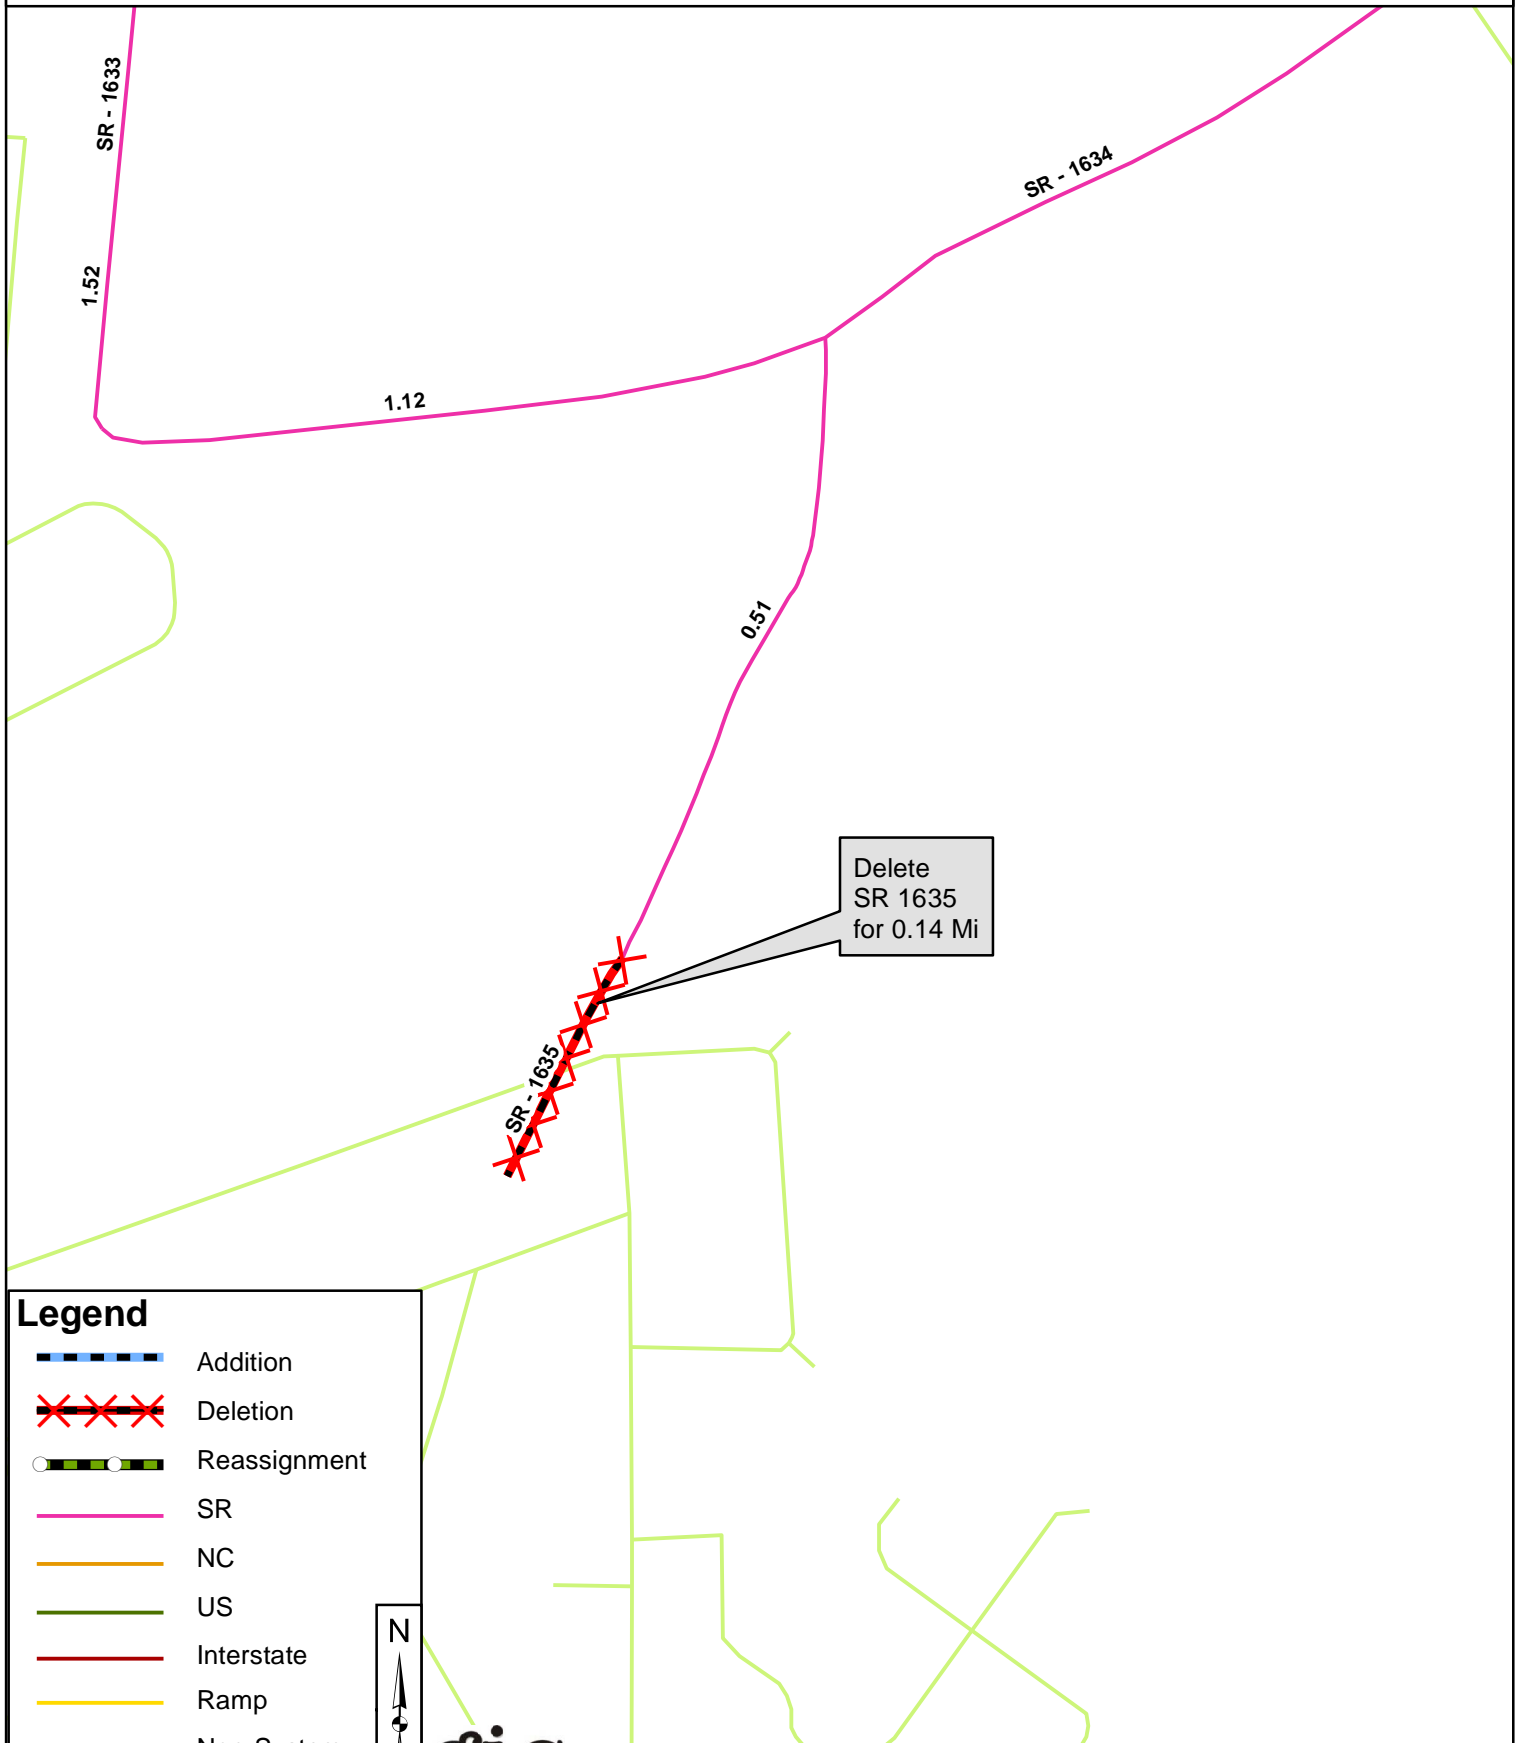 SR - 1633
SR - 1634
1.52
1.12
0.51
Delete
SR 1635
for 0.14 Mi
SR - 1635
Legend
Addition
Deletion
Reassignment
SR
NC
US
N
Interstate
Ramp